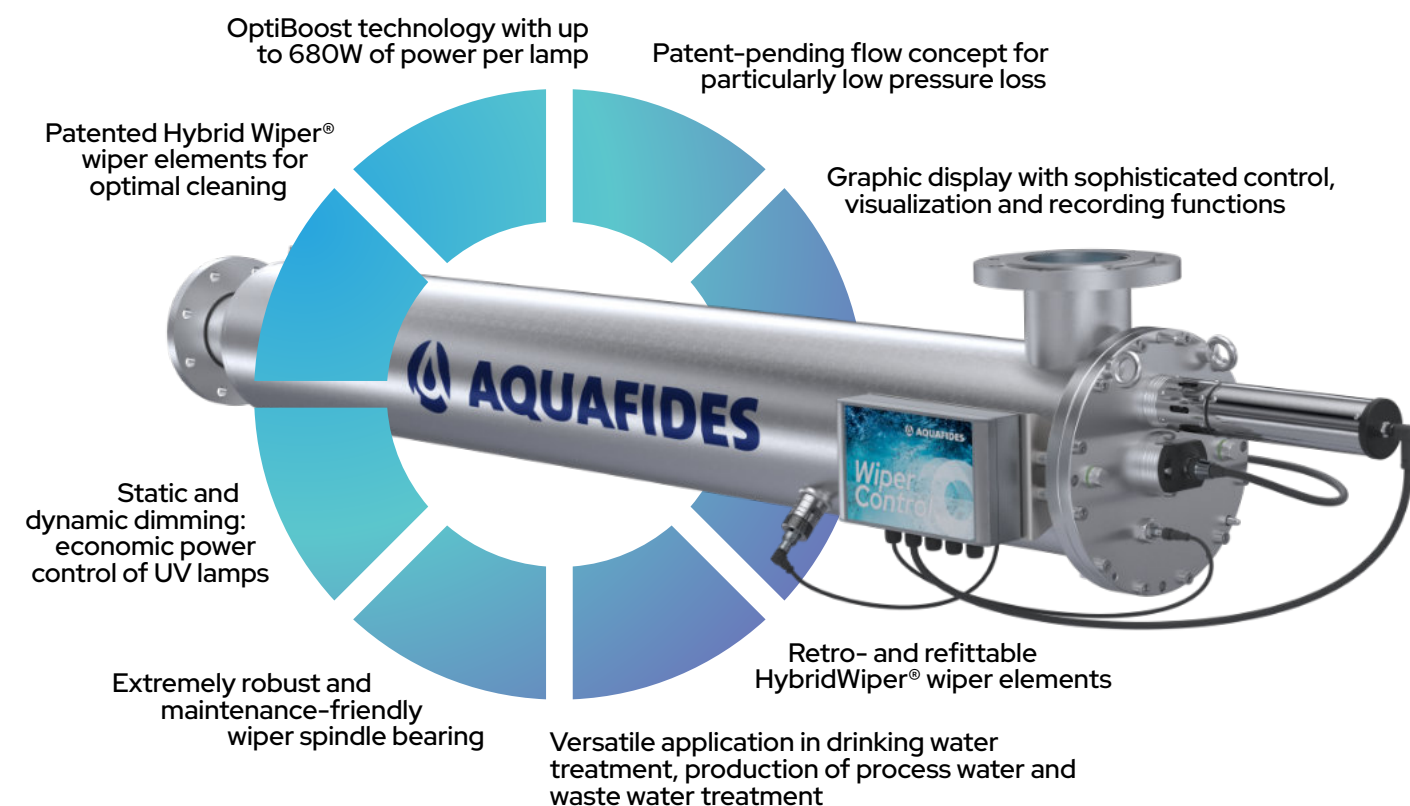 OptiBoost technology with up
to 680W of power per lamp
Patent-pending flow concept for
particularly low pressure loss
Patented Hybrid Wiper®
wiper elements for
optimal cleaning
Graphic display with sophisticated control,
visualization and recording functions
AQUAFIDES
AQUAFIDES
Wiper
Control
Static and
dynamic dimming:
economic power
control of UV lamps
Retro- and refittable
HybridWiper® wiper elements
Extremely robust and
maintenance-friendly
wiper spindle bearing
Versatile application in drinking water
treatment, production of process water and
waste water treatment